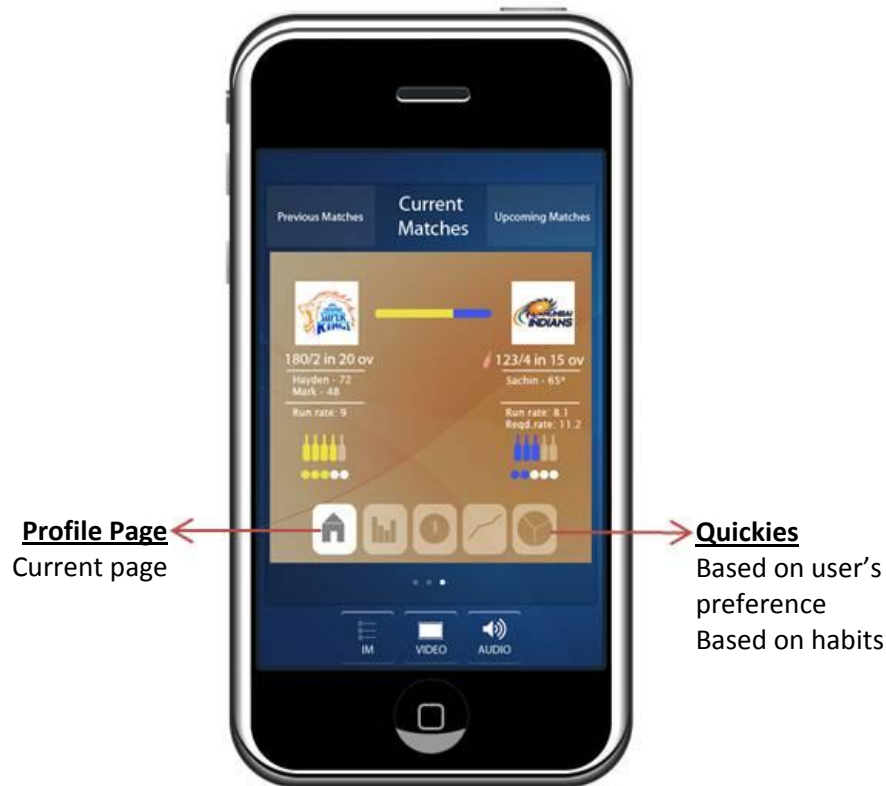 Previous Matches
Current
Matches
Upcoming Matches
SUPER
KINGS
MUMBAI
INDIANS
180/2 in 20 ov
123/4 in 15 ov
Hayden - 72
Mark - 48
Sachin - 65*
Run rate: 9
Run rate: 8.1
Reqd.rate: 11.2
1
Profile Page
Current page
Quickies
Based on user's
preference
Based on habits
IM
VIDEO
AUDIO